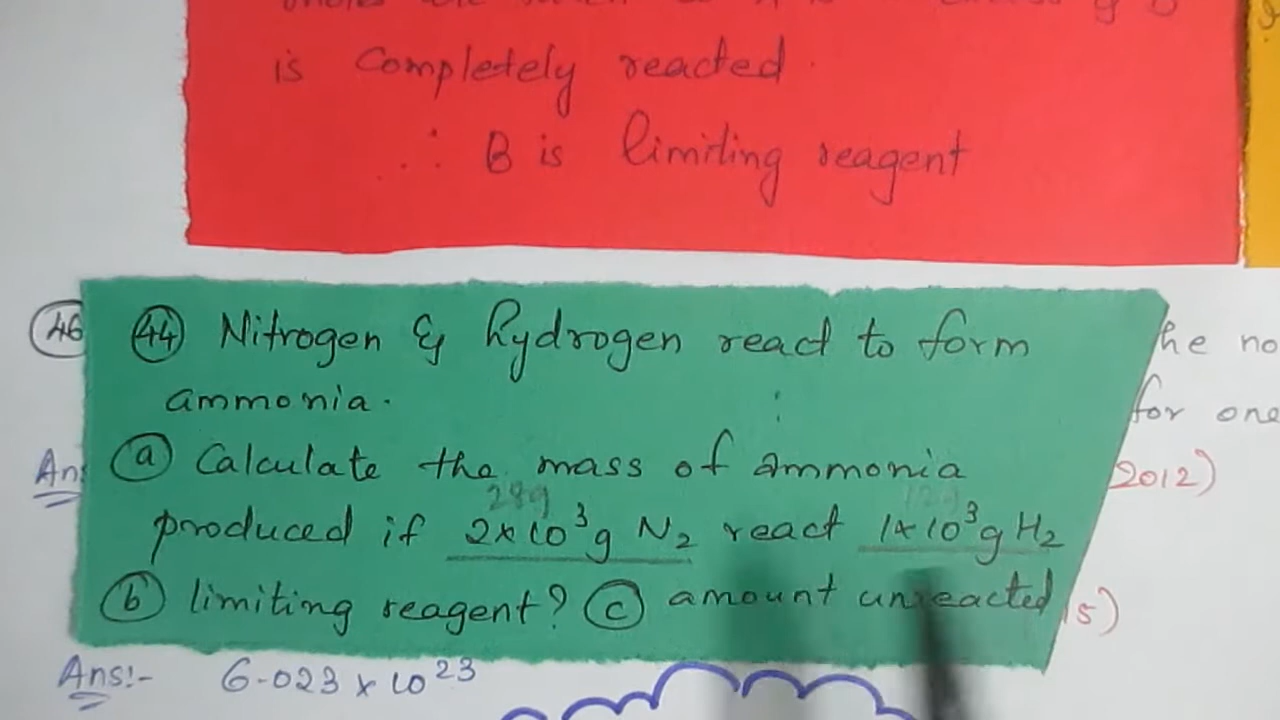 is completely reacted.
∴ B is limiting reagent
46
44 Nitrogen & hydrogen react to form
ammonia.
Ans
a Calculate the mass of ammonia
28g
produced if 2×10³g N₂ react 1×10³g H₂
b limiting reagent? c amount unreacted
he no
for one
2012)
15)
Ans:- 6.023 × 10²³